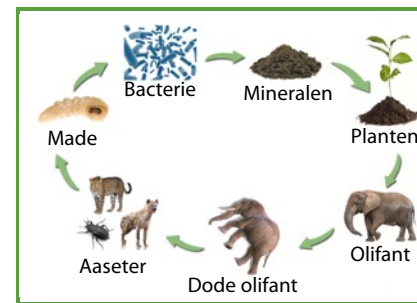 Bacterie
Mineralen
Planten
Olifant
Dode olifant
Aaseter
Made